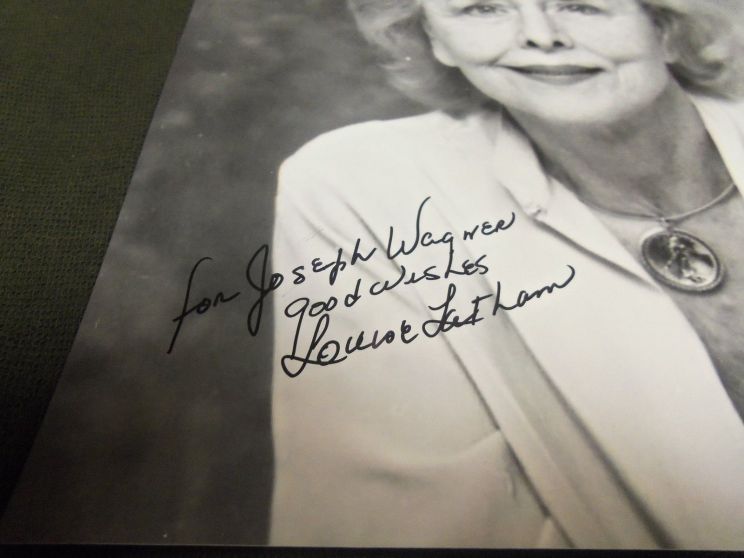 for Joseph Wagner
good wishes
Louise Latham